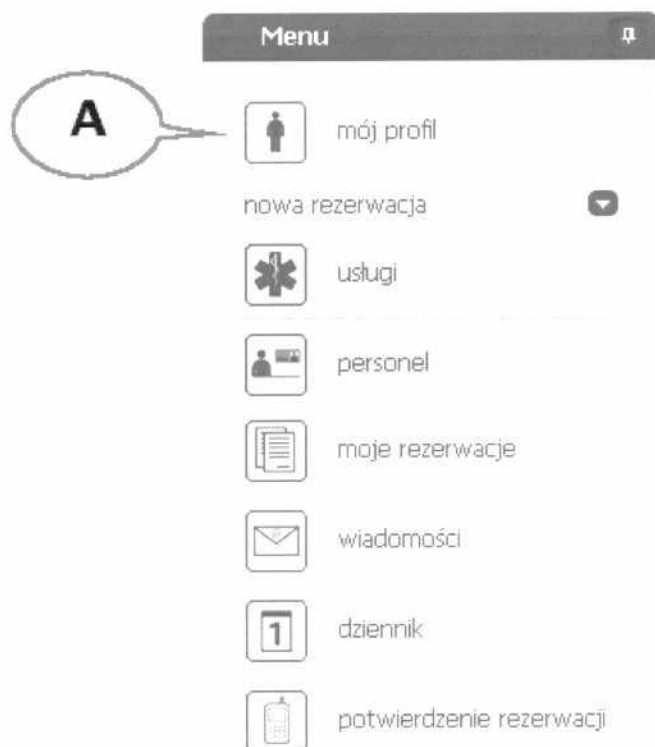 Menu
A
mój profil
nowa rezerwacja
usługi
personel
moje rezerwacje
wiadomości
1
dziennik
potwierdzenie rezerwacji